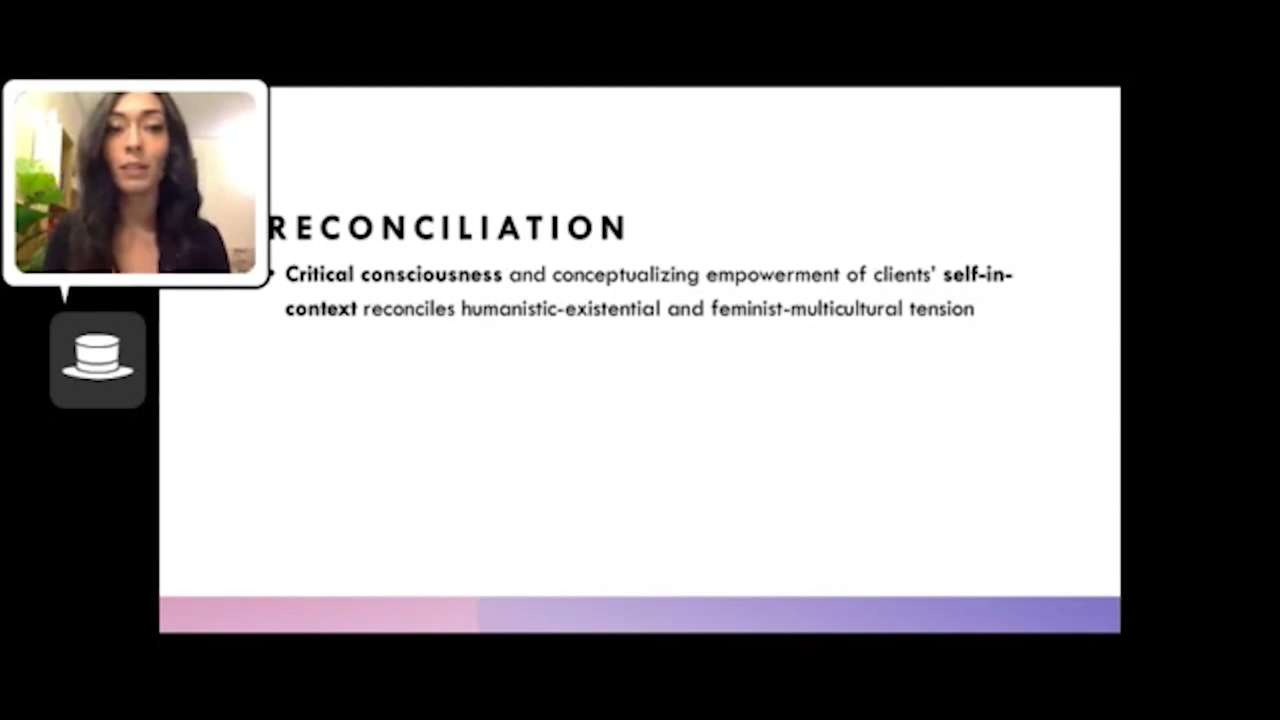 RECONCILIATION
• Critical consciousness and conceptualizing empowerment of clients’ self-in-
context reconciles humanistic-existential and feminist-multicultural tension